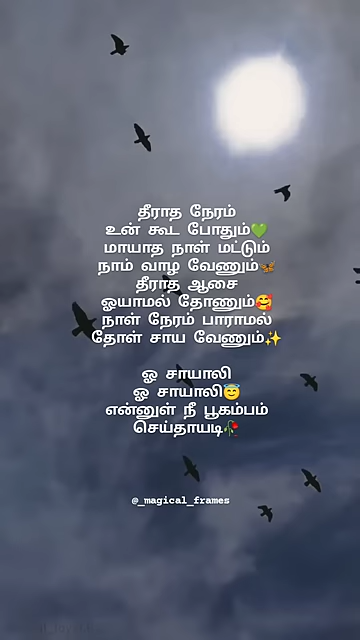 தீராத நேரம்
உன் கூட போதும்💚
மாயாத நாள் மட்டும்
நாம் வாழ வேணும்🦋
தீராத ஆசை
ஓயாமல் தோணும்🥰
நாள் நேரம் பாராமல்
தோள் சாய வேணும்✨
ஓ சாயாலி
ஓ சாயாலி😇
என்னுள் நீ பூகம்பம்
செய்தாயடி🥀
@_magical_frames